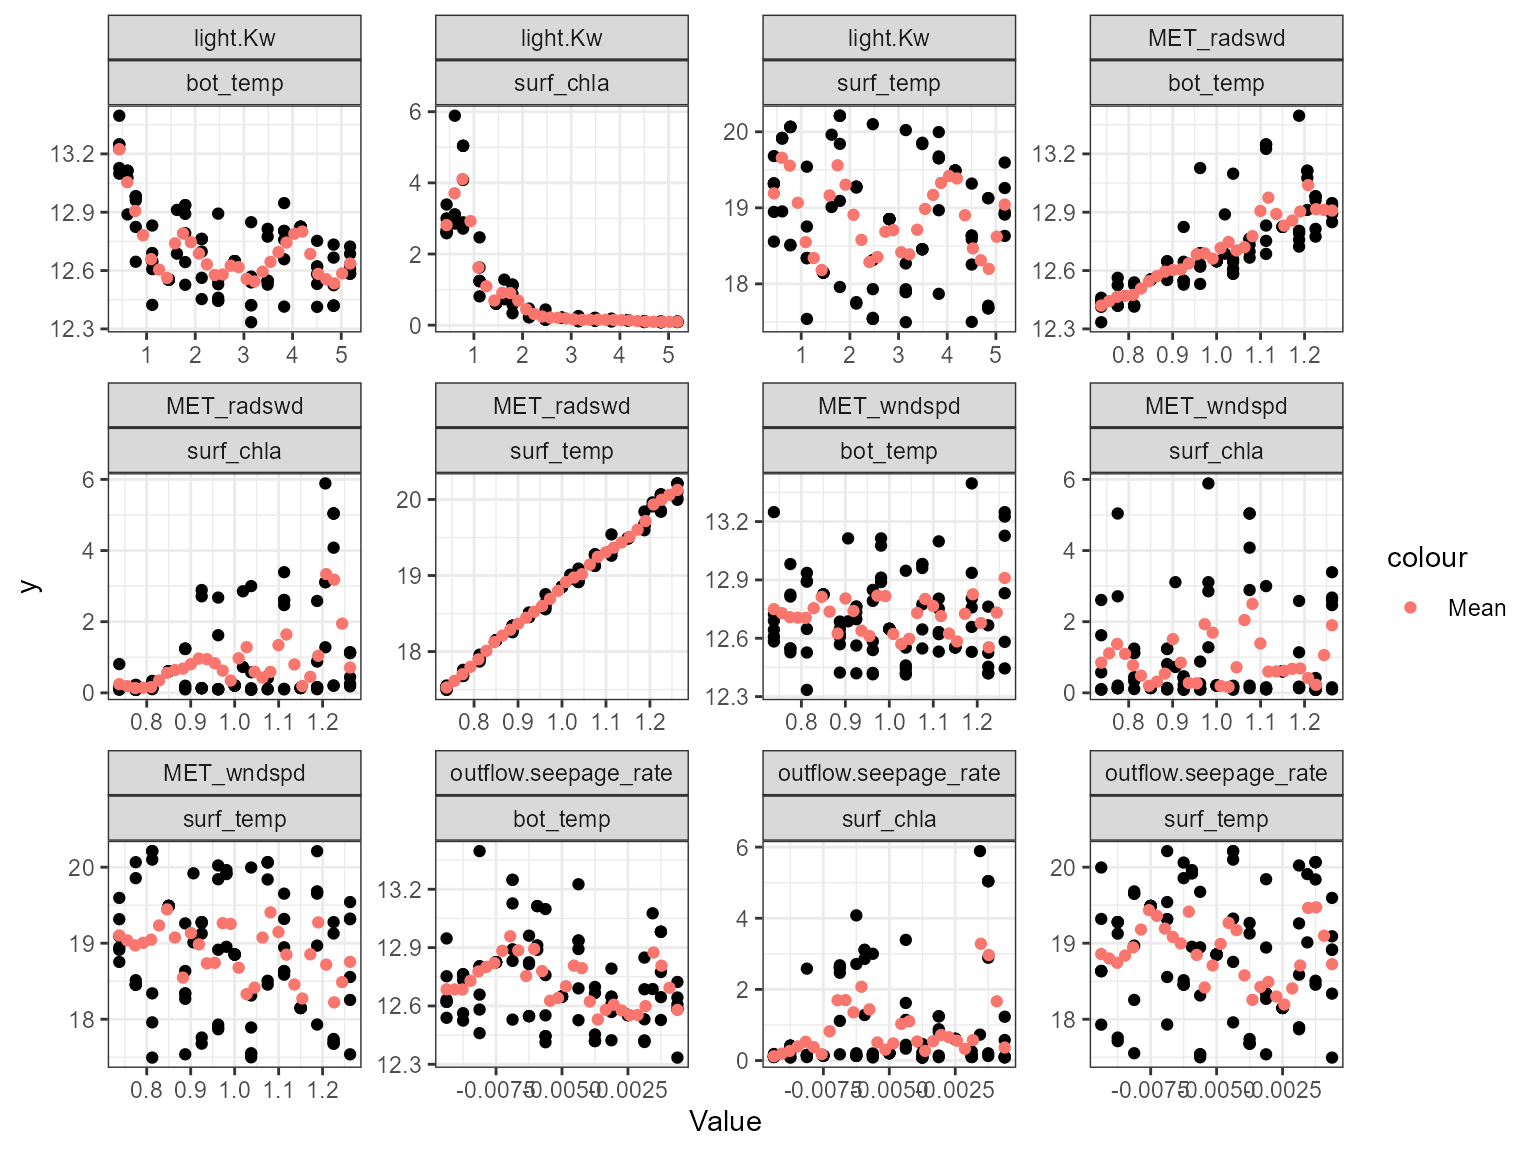 light.Kw light.Kw light.Kw MET_radswd
bot_temp surf_chla surf_temp bot_temp
13.2 12.9 12.6 12.3 6 4 2 0 20 19 18 13.2 12.9 12.6 12.3
1 2 3 4 5 1 2 3 4 5 1 2 3 4 5 0.8 0.9 1.0 1.1 1.2
MET_radswd MET_radswd MET_wndspd MET_wndspd
surf_chla surf_temp bot_temp surf_chla
6 4 2 0 20 19 18 13.2 12.9 12.6 12.3 6 4 2 0
0.8 0.9 1.0 1.1 1.2 0.8 0.9 1.0 1.1 1.2 0.8 0.9 1.0 1.1 1.2 0.8 0.9 1.0 1.1 1.2
MET_wndspd outflow.seepage_rate outflow.seepage_rate outflow.seepage_rate
surf_temp bot_temp surf_chla surf_temp
20 19 18 13.2 12.9 12.6 12.3 6 4 2 0 20 19 18
0.8 0.9 1.0 1.1 1.2 -0.0075 -0.0050 -0.0025 -0.0075 -0.0050 -0.0025 -0.0075 -0.0050 -0.0025
Value
y
colour
Mean